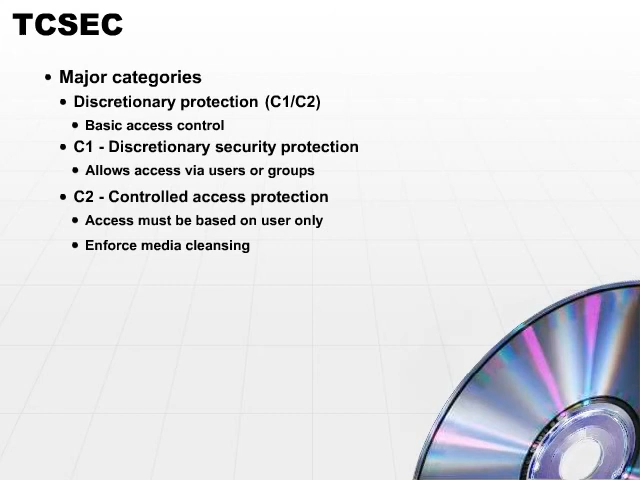 TCSEC
• Major categories
• Discretionary protection (C1/C2)
• Basic access control
• C1 - Discretionary security protection
• Allows access via users or groups
• C2 - Controlled access protection
• Access must be based on user only
• Enforce media cleansing